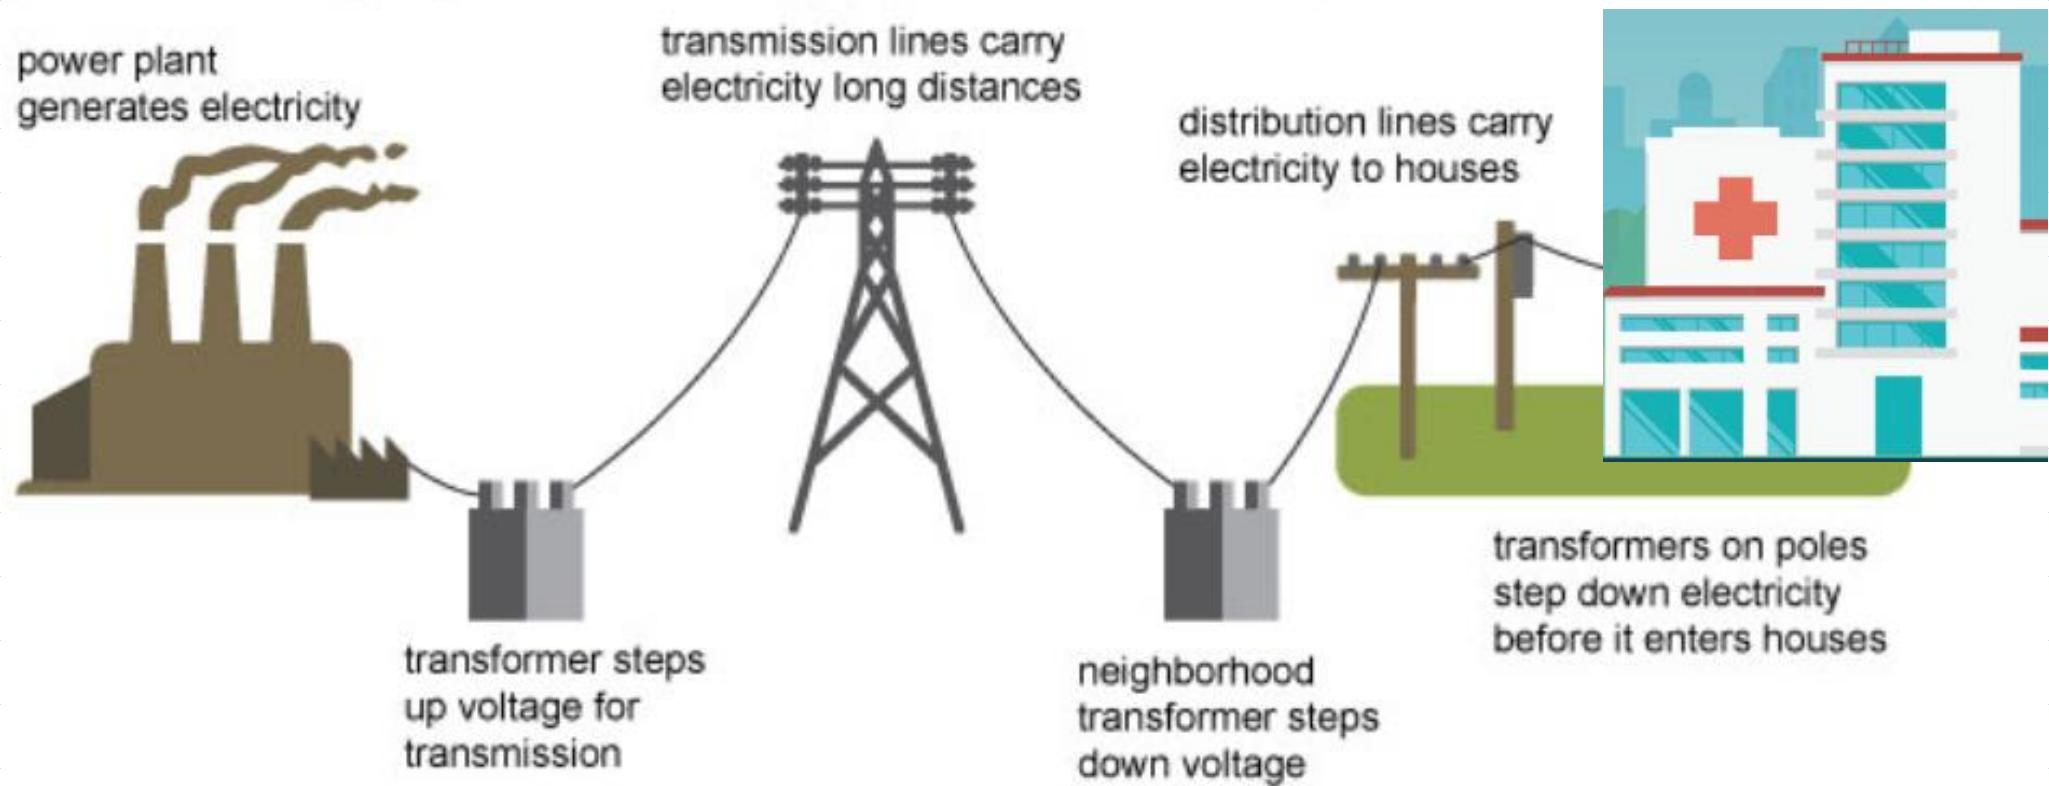 power plant
generates electricity
transmission lines carry
electricity long distances
distribution lines carry
electricity to houses
transformer steps
up voltage for
transmission
neighborhood
transformer steps
down voltage
transformers on poles
step down electricity
before it enters houses